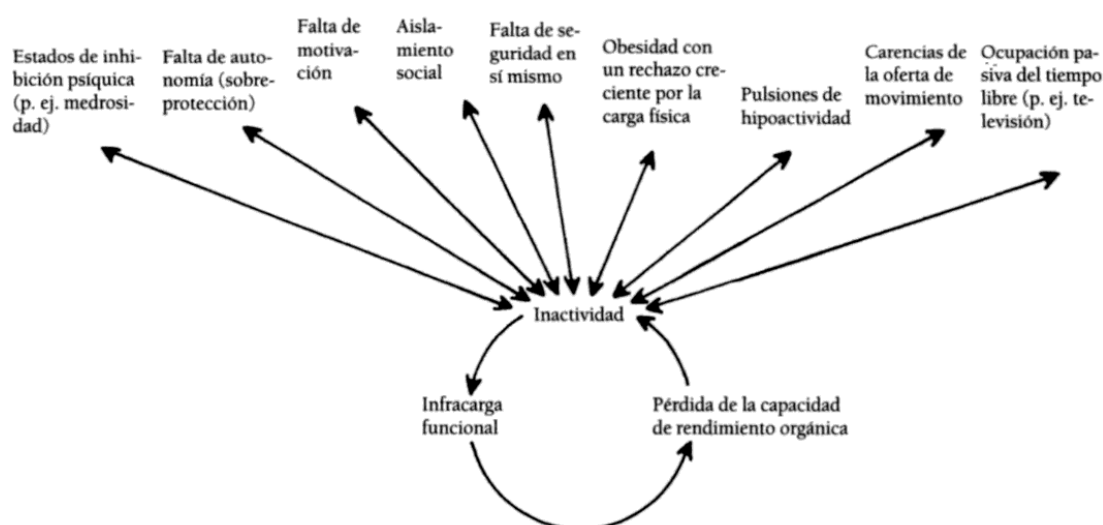 Estados de inhi-
bición psíquica
(p. ej. medrosi-
dad)
Falta de auto-
nomía (sobre-
protección)
Falta de
motiva-
ción
Aisla-
miento
social
Falta de se-
guridad en
sí mismo
Obesidad con
un rechazo cre-
ciente por la
carga física
Pulsiones de
hipoactividad
Carencias de
la oferta de
movimiento
Ocupación pa-
siva del tiempo
libre (p. ej. te-
levisión)
Inactividad
Infracarga
funcional
Pérdida de la capacidad
de rendimiento orgánica